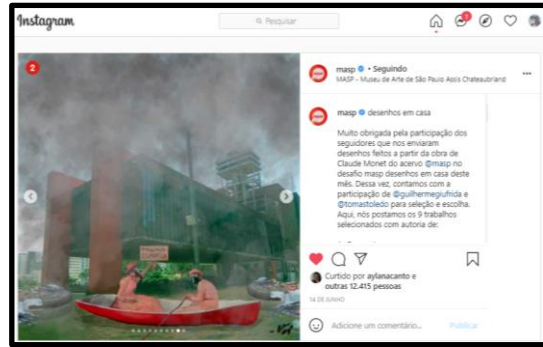 Instagram
Pesquisar
1
2
masp • Seguindo
MASP - Museu de Arte de São Paulo Assis Chateaubriand
masp desenhos em casa
Muito obrigada pela participação dos
seguidores que nos enviaram
desenhos feitos a partir da obra de
Claude Monet do acervo @masp no
desafio masp desenhos em casa deste
mês. Dessa vez, contamos com a
participação de @guilhermegiufrida e
@tomastoledo para seleção e escolha.
Aqui, nós postamos os 9 trabalhos
selecionados com autoria de:
Curtido por aylanacanto e
outras 12.415 pessoas
14 DE JUNHO
Adicione um comentário...
Publicar